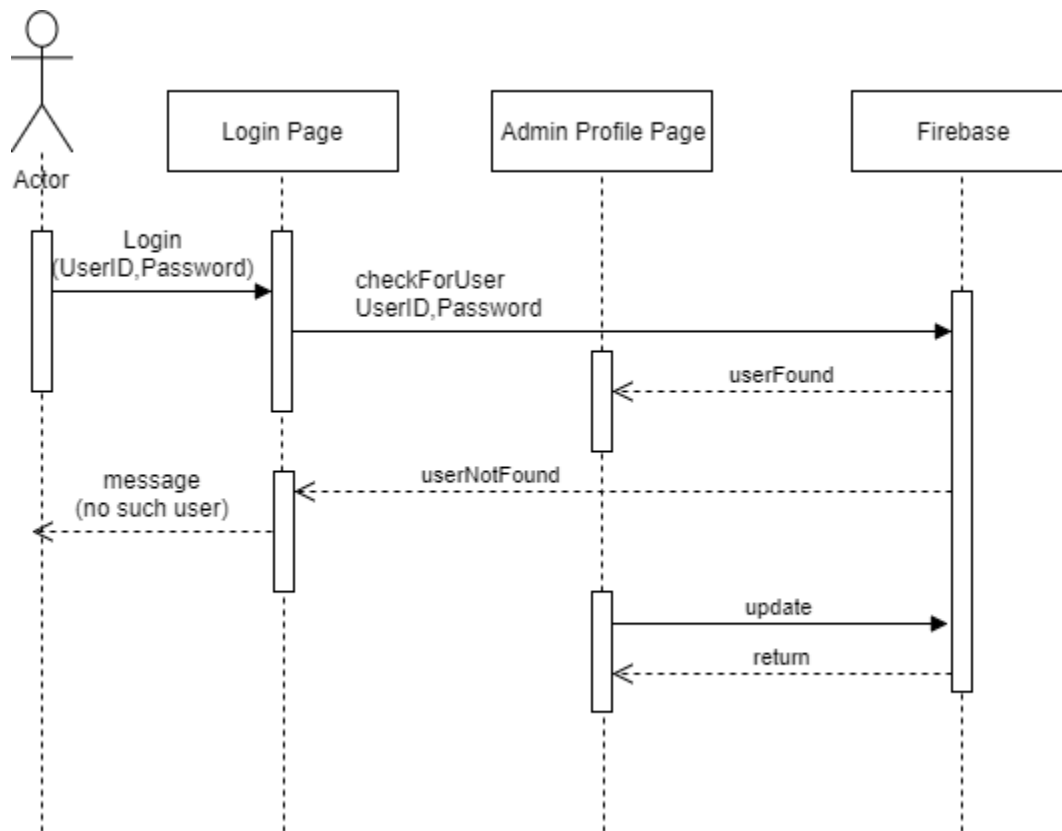 Actor
Login Page
Admin Profile Page
Firebase
Login
(UserID,Password)
checkForUser
UserID,Password
userFound
userNotFound
message
(no such user)
update
return